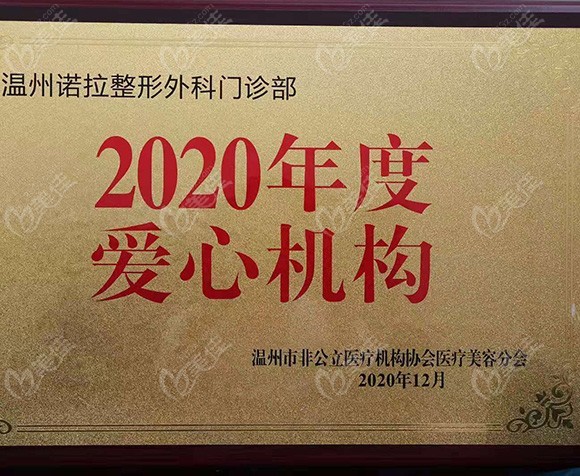 温州诺拉整形外科门诊部
2020年度
爱心机构
温州市非公立医疗机构协会医疗美容分会
2020年12月